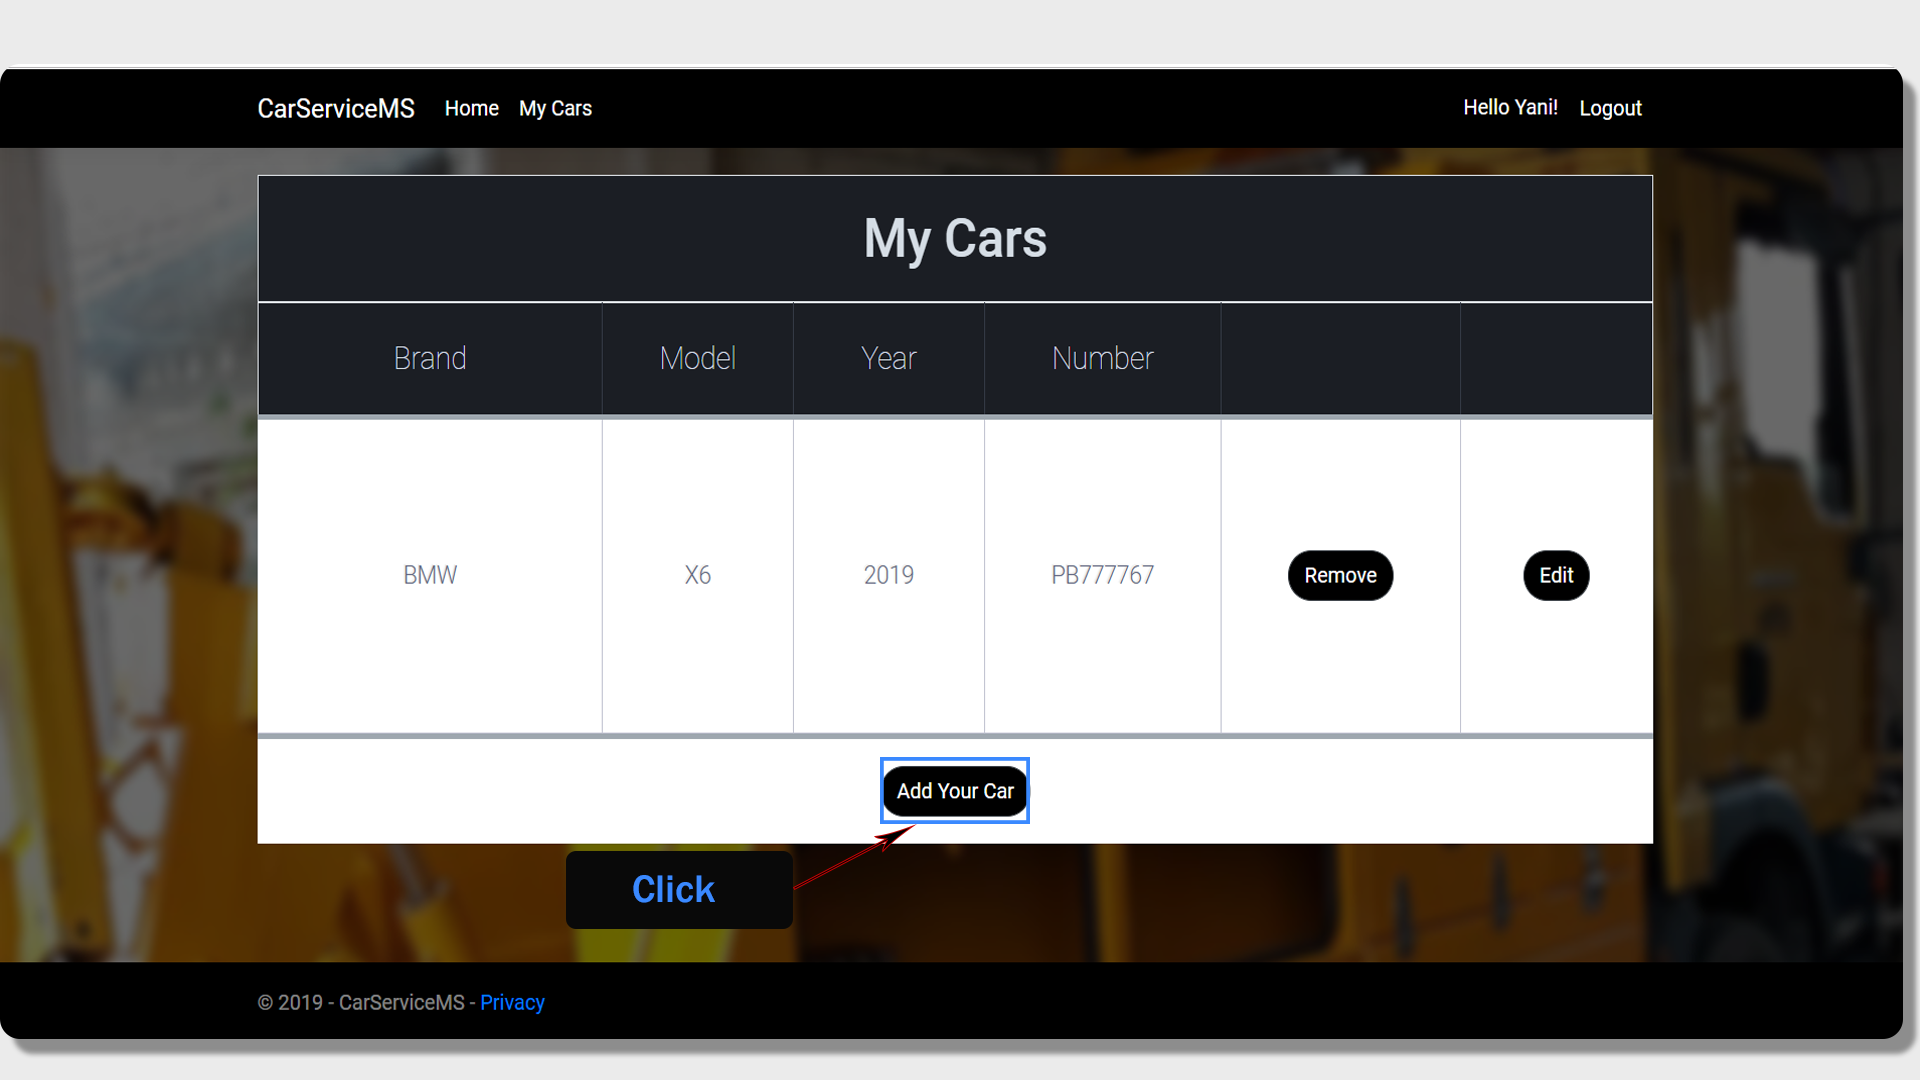 CarServiceMS Home My Cars Hello Yani! Logout
My Cars
Brand Model Year Number
BMW X6 2019 PB777767 Remove Edit
Add Your Car
Click
© 2019 - CarServiceMS - Privacy